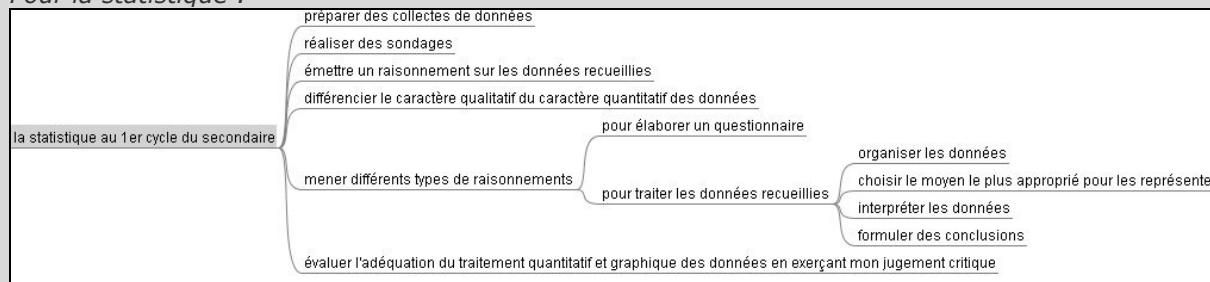 Pour la statistique :
préparer des collectes de données
réaliser des sondages
émettre un raisonnement sur les données recueillies
différencier le caractère qualitatif du caractère quantitatif des données
la statistique au 1er cycle du secondaire
mener différents types de raisonnements
pour élaborer un questionnaire
pour traiter les données recueillies
organiser les données
choisir le moyen le plus approprié pour les représente
interpréter les données
formuler des conclusions
évaluer l'adéquation du traitement quantitatif et graphique des données en exerçant mon jugement critique